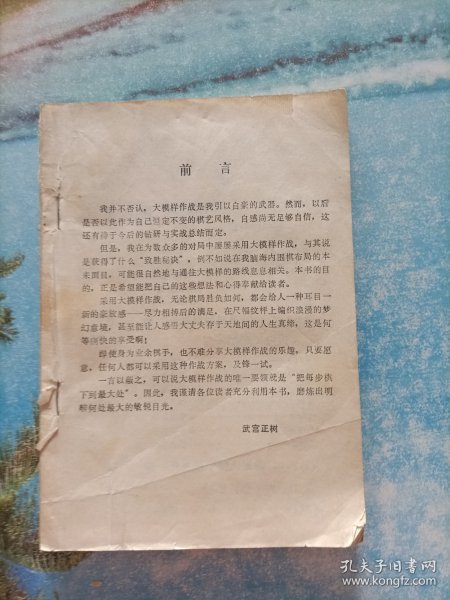 前言
我并不否认，大模样作战是我引以自豪的武器。然而，以后
是否以此作为自己恒定不变的棋艺风格，自感尚无足够自信，这
还有待于今后的钻研与实战总结而定。
但是，我在为数众多的对局中屡屡采用大模样作战，与其说
是获得了什么“致胜秘诀”，倒不如说在我脑海内围棋布局的本
来面目，可能很自然地与通往大模样的路线息息相关。本书的目
的，正是希望能把自己的这些想法和心得奉献给读者。
采用大模样作战，无论棋局胜负如何，都会给人一种耳目一
新的豪放感——尽力相持后的满足，在尺幅纹枰上编织浪漫的梦
幻意境，甚至能让人感悟大丈夫存于天地间的人生真缔，这是何
等痛快的享受啊！
即使身为业余棋手，也不难分享大模样作战的乐趣，只要愿
意，任何人都可以采用这种作战方案，及锋一试。
一言以蔽之，可以说大模样作战的唯一要领就是“把每步棋
下到最大处”。因此，我谨请各位读者充分利用本书，磨炼出明
晰何处最大的敏锐目光。
武宫正树
孔夫子旧书网
www.kongfz.com